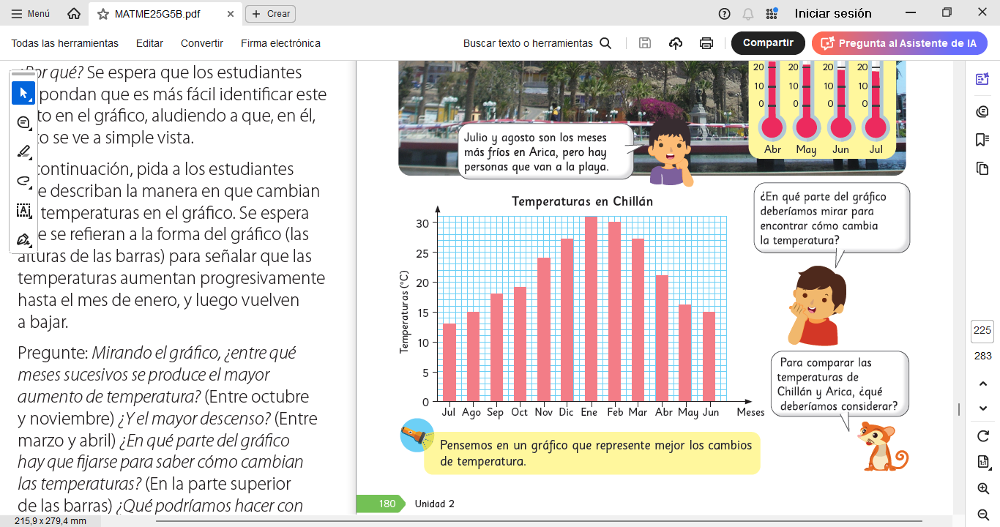 Menú
MATME25G5B.pdf
Crear
Iniciar sesión
Todas las herramientas
Editar
Convertir
Firma electrónica
Buscar texto o herramientas
Compartir
Pregunta al Asistente de IA
¿Por qué? Se espera que los estudiantes
pondan que es más fácil identificar este
to en el gráfico, aludiendo a que, en él,
to se ve a simple vista.
continuación, pida a los estudiantes
e describan la manera en que cambian
temperaturas en el gráfico. Se espera
e se refieran a la forma del gráfico (las
alturas de las barras) para señalar que las
temperaturas aumentan progresivamente
hasta el mes de enero, y luego vuelven
a bajar.
Pregunte: Mirando el gráfico, ¿entre qué
meses sucesivos se produce el mayor
aumento de temperatura? (Entre octubre
y noviembre) ¿Y el mayor descenso? (Entre
marzo y abril) ¿En qué parte del gráfico
hay que fijarse para saber cómo cambian
las temperaturas? (En la parte superior
de las barras) ¿Qué podríamos hacer con
215,9 x 279,4 mm
Julio y agosto son los meses
más fríos en Arica, pero hay
personas que van a la playa.
20 20 20 20
10 10 10 10
0 0 0 0
Abr May Jun Jul
Temperaturas en Chillán
Temperaturas (°C)
30
25
20
15
10
5
0
Jul Ago Sep Oct Nov Dic Ene Feb Mar Abr May Jun Meses
¿En qué parte del gráfico
deberíamos mirar para
encontrar cómo cambia
la temperatura?
Para comparar las
temperaturas de
Chillán y Arica, ¿qué
deberíamos considerar?
Pensemos en un gráfico que represente mejor los cambios
de temperatura.
180 Unidad 2
225
283
1:1